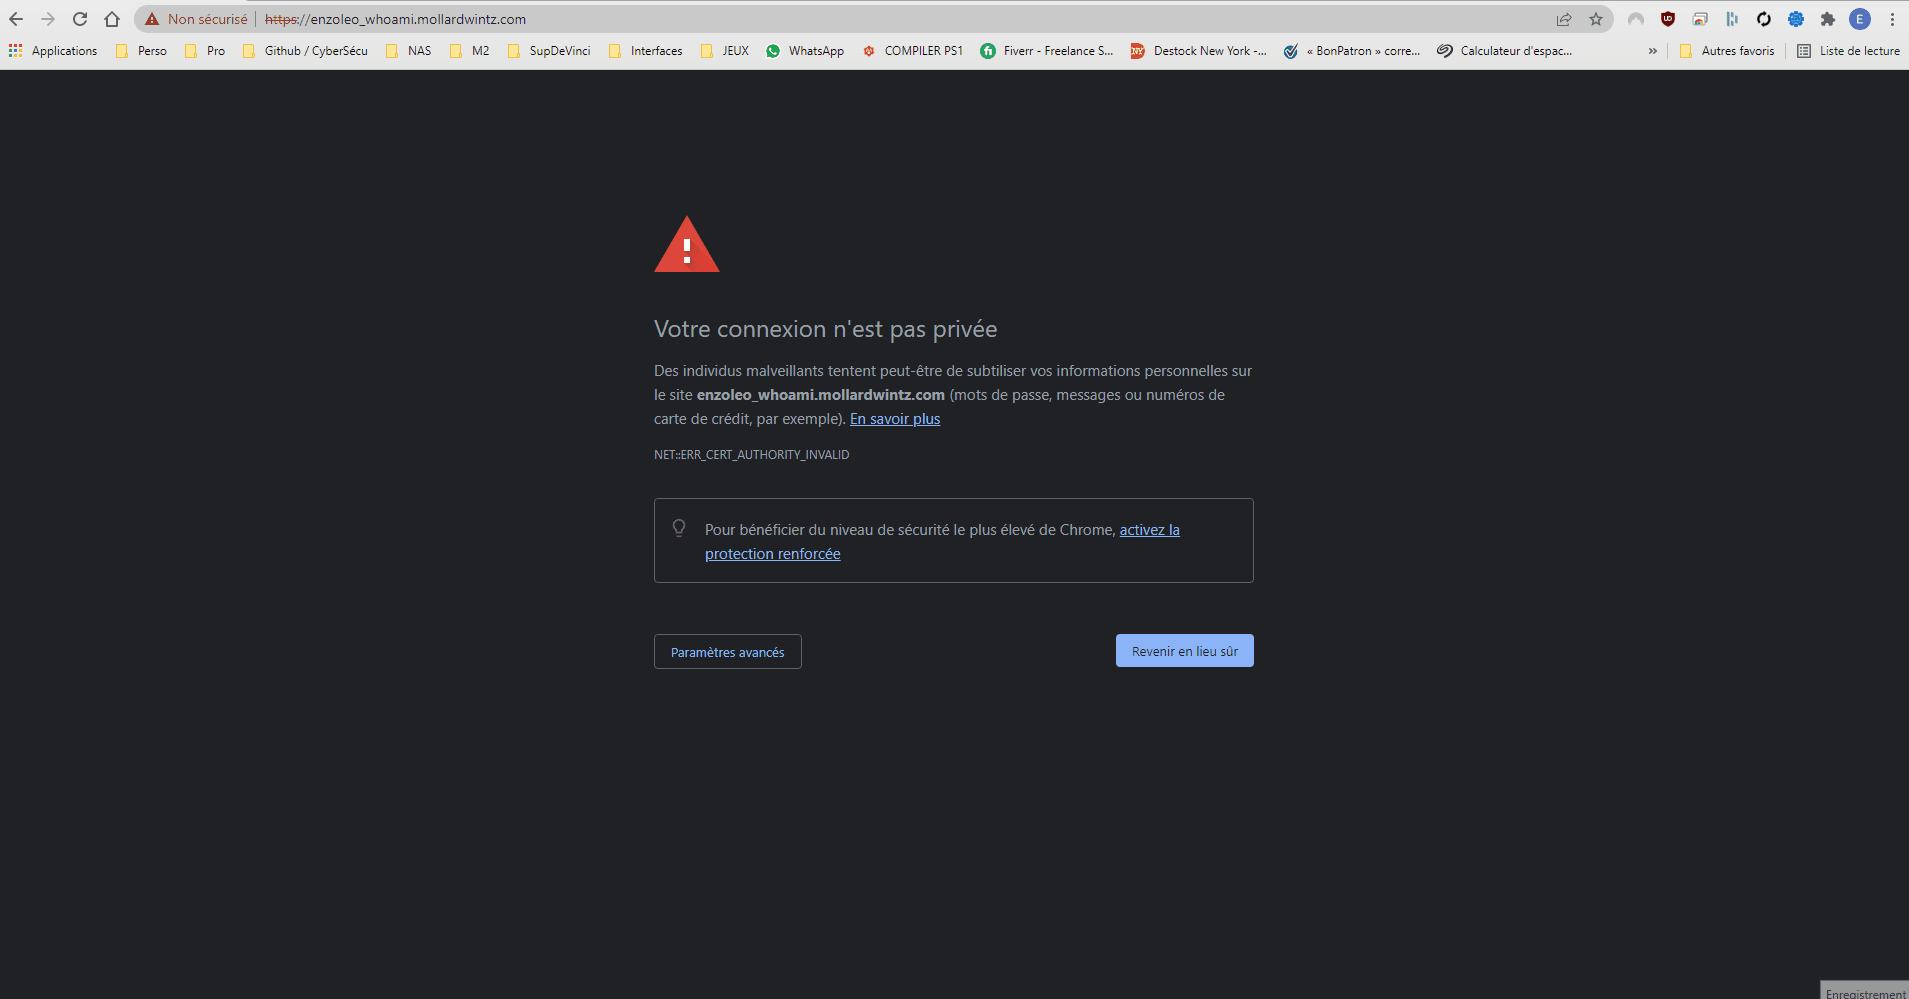 Non sécurisé https://enzoleo_whoami.mollardwintz.com E
Applications Perso Pro Github / CyberSécu NAS M2 SupDeVinci Interfaces JEUX WhatsApp COMPILER PS1 Fiverr - Freelance S... Destock New York -... « BonPatron » corre... Calculateur d'espac... » Autres favoris Liste de lecture
Votre connexion n'est pas privée
Des individus malveillants tentent peut-être de subtiliser vos informations personnelles sur
le site enzoleo_whoami.mollardwintz.com (mots de passe, messages ou numéros de
carte de crédit, par exemple). En savoir plus
NET::ERR_CERT_AUTHORITY_INVALID
Pour bénéficier du niveau de sécurité le plus élevé de Chrome, activez la
protection renforcée
Paramètres avancés Revenir en lieu sûr
Enregistrement